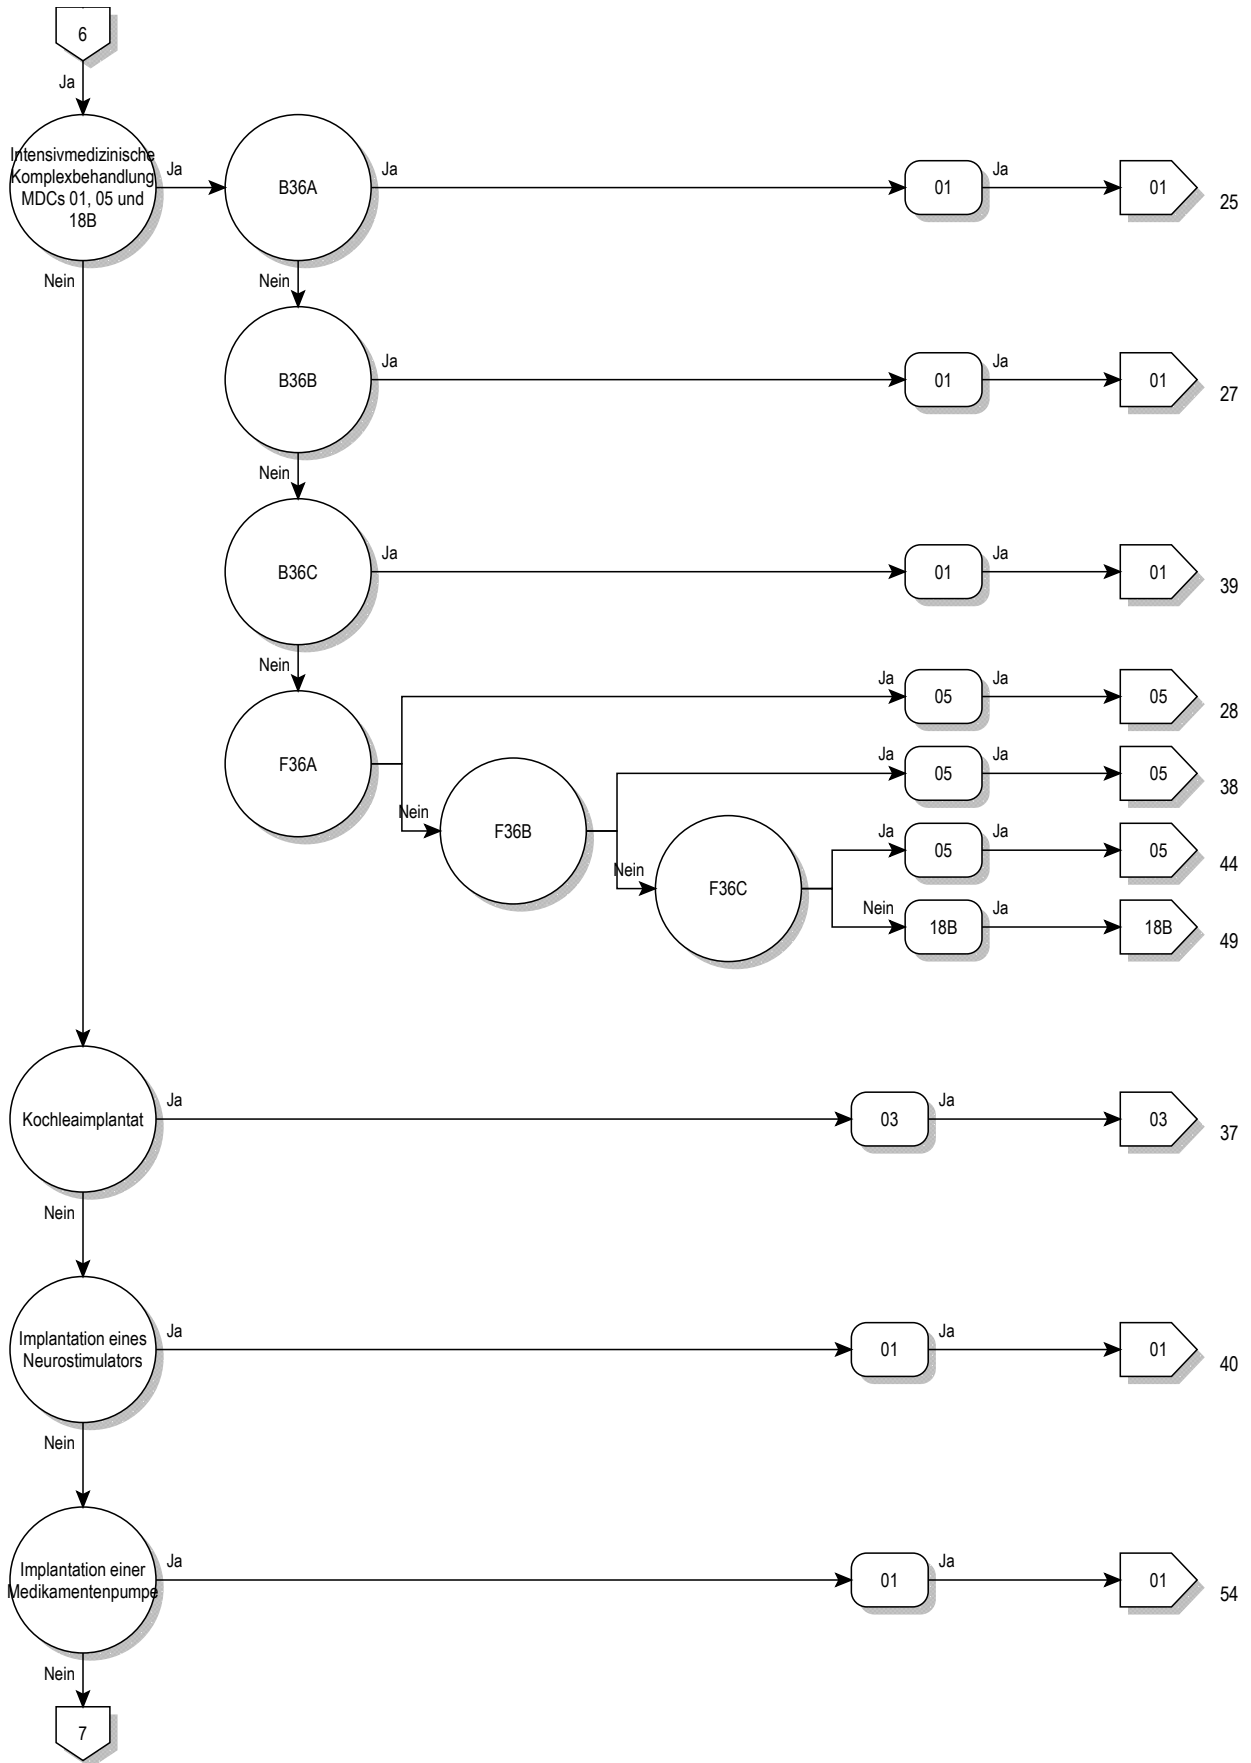 6
Ja
Intensivmedizinische
Komplexbehandlung
MDCs 01, 05 und
18B
Ja
B36A
Ja
01
Ja
01
25
Nein
Nein
B36B
Ja
01
Ja
01
27
Nein
B36C
Ja
01
Ja
01
39
Nein
F36A
Ja
05
Ja
05
28
Nein
F36B
Ja
05
Ja
05
38
Nein
F36C
Ja
05
Ja
05
44
Nein
18B
Ja
18B
49
Kochleaimplantat
Ja
03
Ja
03
37
Nein
Implantation eines
Neurostimulators
Ja
01
Ja
01
40
Nein
Implantation einer
Medikamentenpumpe
Ja
01
Ja
01
54
Nein
7